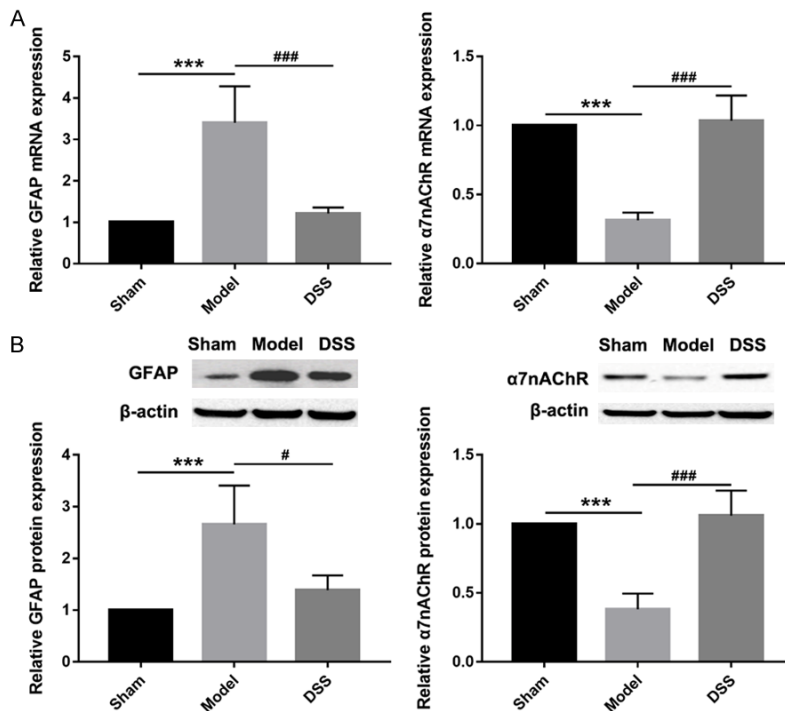 A
Relative GFAP mRNA expression
5
4
3
2
1
0
***
###
Sham
Model
DSS
Relative α7nAChR mRNA expression
1.5
1.0
0.5
0.0
***
###
Sham
Model
DSS
B
Sham Model DSS
GFAP
β-actin
Relative GFAP protein expression
4
3
2
1
0
***
#
Sham
Model
DSS
Sham Model DSS
α7nAChR
β-actin
Relative α7nAChR protein expression
1.5
1.0
0.5
0.0
***
###
Sham
Model
DSS